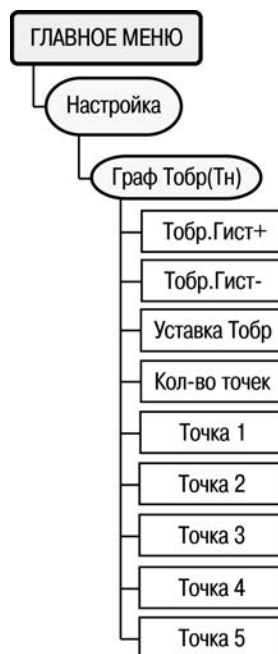 ГЛАВНОЕ МЕНЮ
Настройка
Граф Тобр(Тн)
Тобр.Гист+
Тобр.Гист-
Уставка Тобр
Кол-во точек
Точка 1
Точка 2
Точка 3
Точка 4
Точка 5